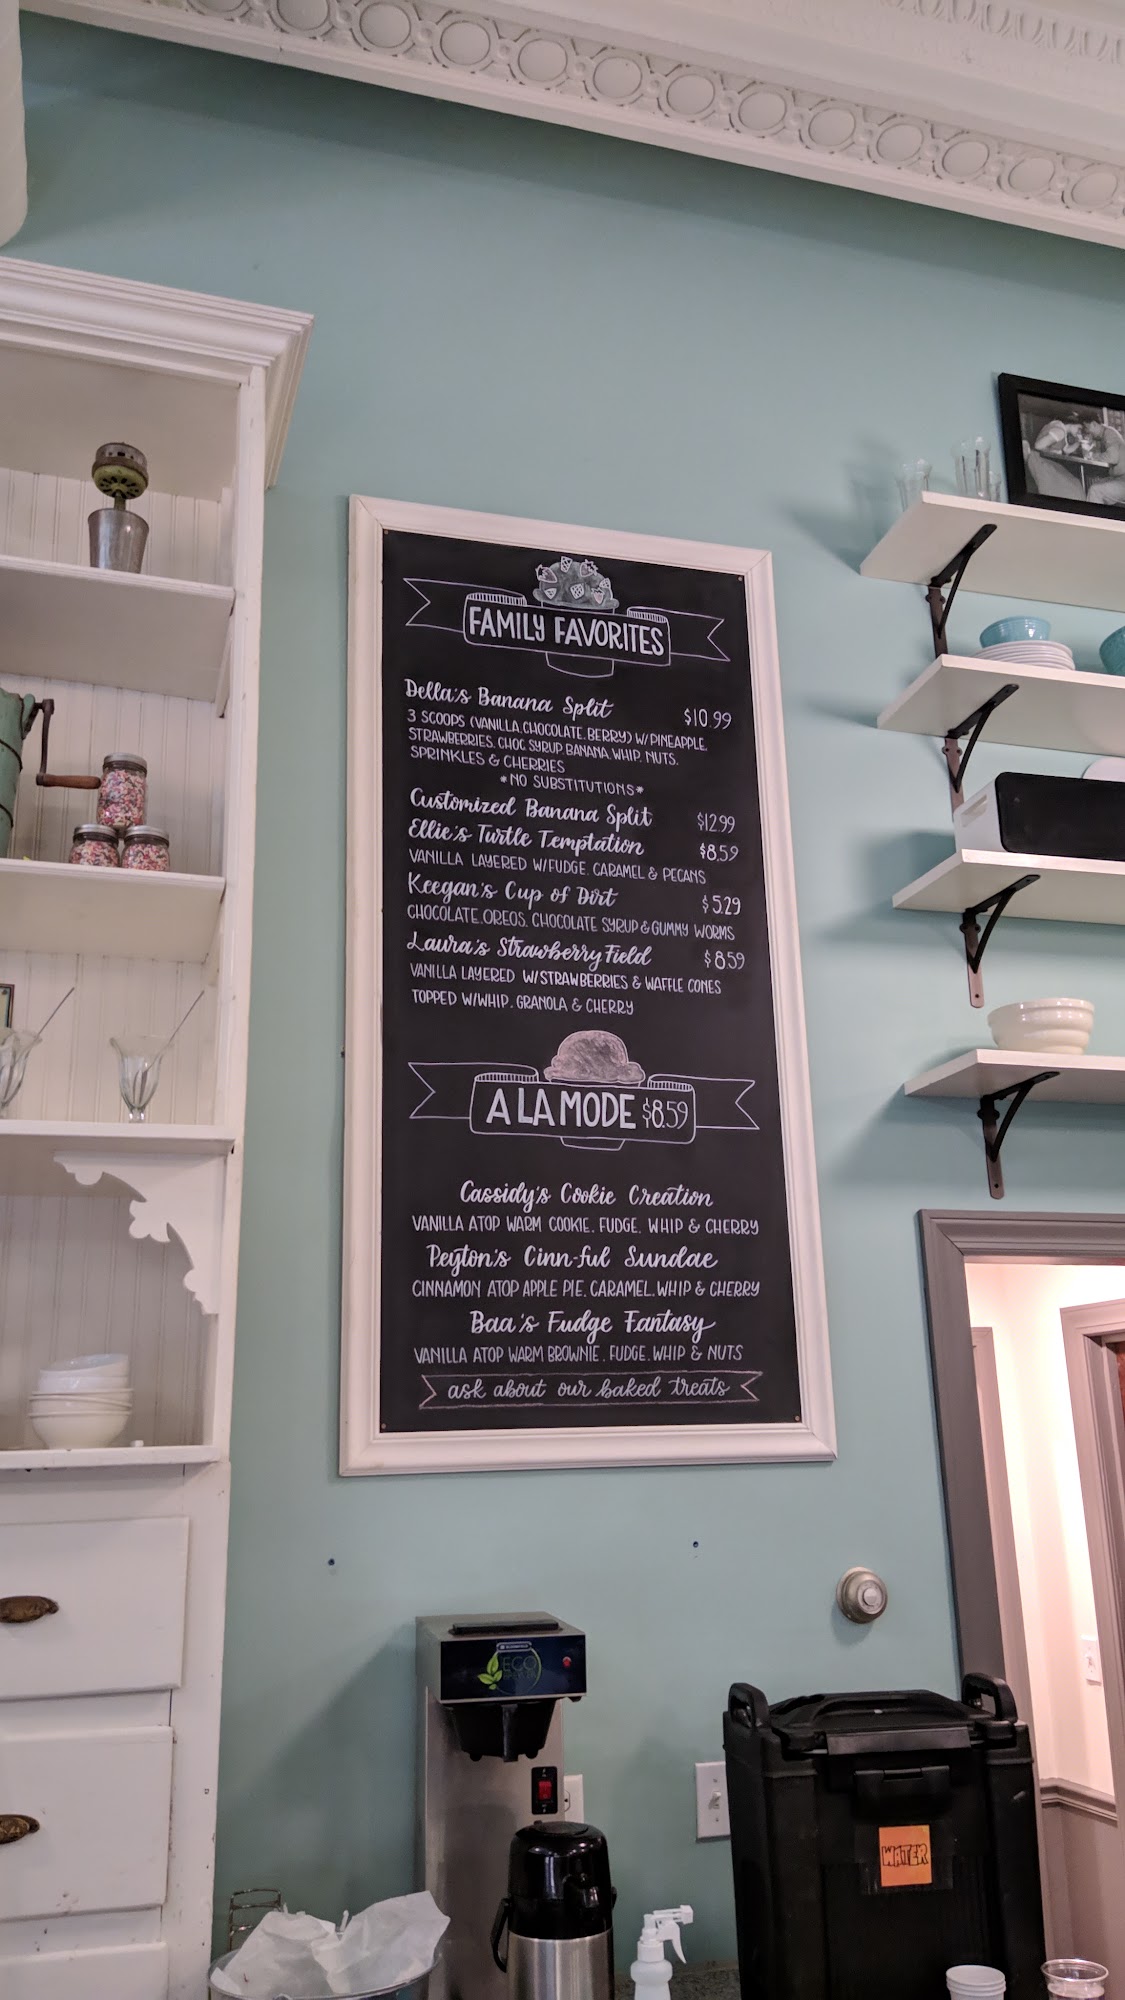 FAMILY FAVORITES
Della's Banana Split $10.99
3 SCOOPS (VANILLA, CHOCOLATE, BERRY) W/PINEAPPLE,
STRAWBERRIES, CHOC SYRUP, BANANA, WHIP, NUTS,
SPRINKLES & CHERRIES
*NO SUBSTITUTIONS*
Customized Banana Split $12.99
Ellie's Turtle Temptation $8.59
VANILLA LAYERED W/FUDGE, CARAMEL & PECANS
Keegan's Cup of Dirt $5.29
CHOCOLATE, OREOS, CHOCOLATE SYRUP & GUMMY WORMS
Laura's Strawberry Field $8.59
VANILLA LAYERED W/STRAWBERRIES & WAFFLE CONES
TOPPED W/WHIP, GRANOLA & CHERRY
A LA MODE $8.59
Cassidy's Cookie Creation
VANILLA ATOP WARM COOKIE, FUDGE, WHIP & CHERRY
Peyton's Cinn-ful Sundae
CINNAMON ATOP APPLE PIE, CARAMEL, WHIP & CHERRY
Baa's Fudge Fantasy
VANILLA ATOP WARM BROWNIE, FUDGE, WHIP & NUTS
ask about our baked treats
ECO
WATER